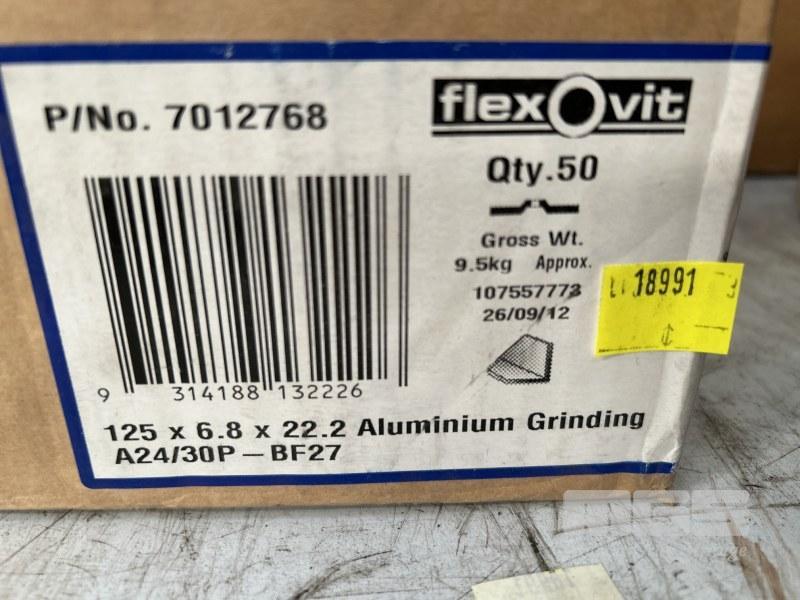 P/No. 7012768
flexOvit
Qty.50
Gross Wt.
9.5kg Approx.
107557773
26/09/12
18991
9 314188 132226
125 x 6.8 x 22.2 Aluminium Grinding
A24/30P – BF27